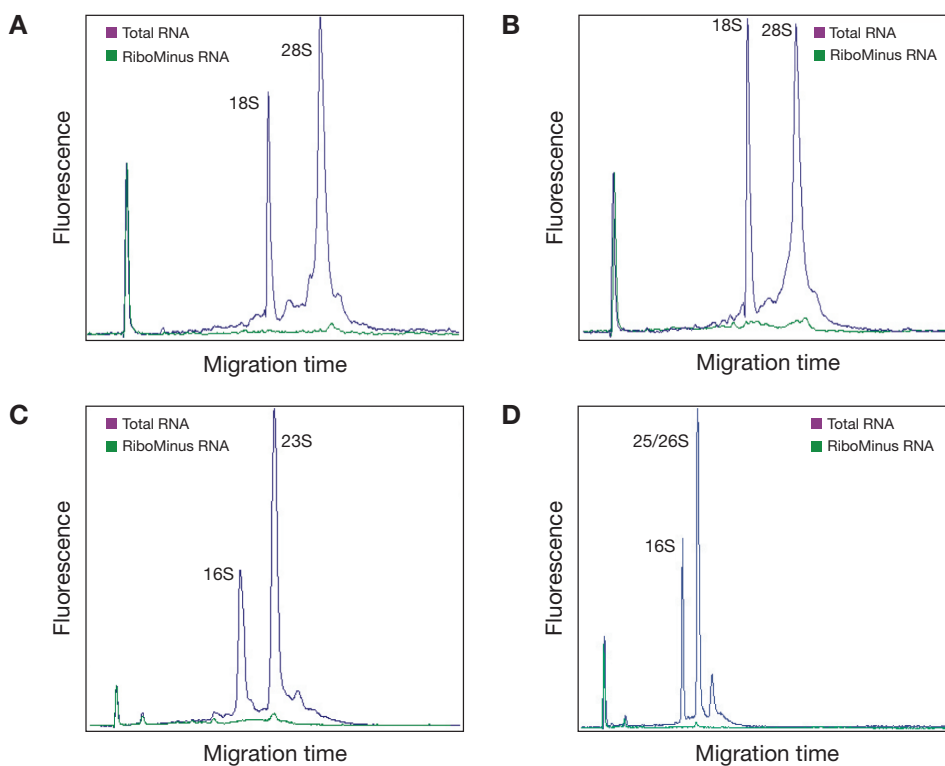 A
Total RNA
RiboMinus RNA
28S
18S
Fluorescence
Migration time
B
18S 28S
Total RNA
RiboMinus RNA
Fluorescence
Migration time
C
Total RNA
RiboMinus RNA
23S
16S
Fluorescence
Migration time
D
Total RNA
RiboMinus RNA
25/26S
16S
Fluorescence
Migration time